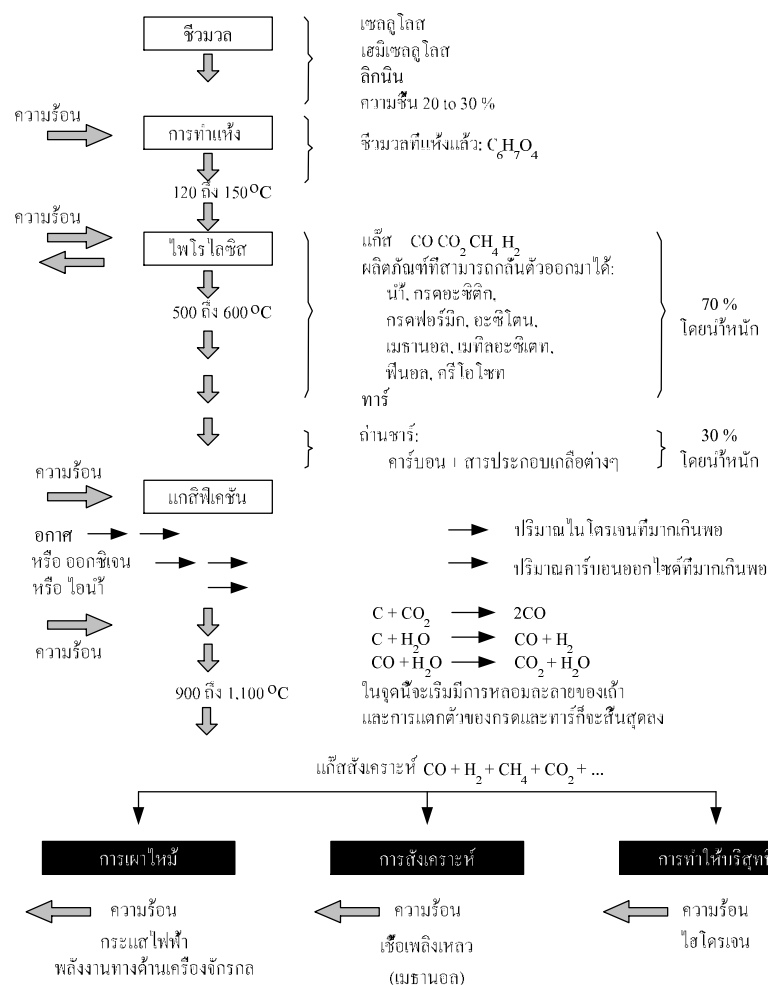 ชีวมวล
เซลลูโลส
เฮมิเซลลูโลส
ลิกนิน
ความชื้น 20 to 30 %
ความร้อน
การทำแห้ง
ชีวมวลที่แห้งแล้ว: C6H7O4
120 ถึง 150 °C
ความร้อน
ไพโรไลซิส
500 ถึง 600 °C
แก๊ส CO CO2 CH4 H2
ผลิตภัณฑ์ที่สามารถกลั่นตัวออกมาได้:
น้ำ, กรดอะซิติก,
กรดฟอร์มิก, อะซิโตน,
เมธานอล, เมทิลอะซิเตท,
ฟีนอล, ครีโอโซท
ทาร์
70 %
โดยน้ำหนัก
ถ่านชาร์:
คาร์บอน + สารประกอบเกลือต่างๆ
30 %
โดยน้ำหนัก
ความร้อน
แกสิฟิเคชัน
อกาศ
หรือ ออกซิเจน
หรือ ไอน้ำ
ปริมาณไนโตรเจนที่มากเกินพอ
ปริมาณคาร์บอนออกไซด์ที่มากเกินพอ
ความร้อน
C + CO2 → 2CO
C + H2O → CO + H2
CO + H2O → CO2 + H2O
900 ถึง 1,100 °C
ในจุดนี้จะเริ่มมีการหลอมละลายของเถ้า
และการแตกตัวของกรดและทาร์ก็จะสิ้นสุดลง
แก๊สสังเคราะห์ CO + H2 + CH4 + CO2 + ...
การเผาไหม้
ความร้อน
กระแสไฟฟ้า
พลังงานทางด้านเครื่องจักรกล
การสังเคราะห์
ความร้อน
เชื้อเพลิงเหลว
(เมธานอล)
การทำให้บริสุทธิ์
ความร้อน
ไฮโดรเจน